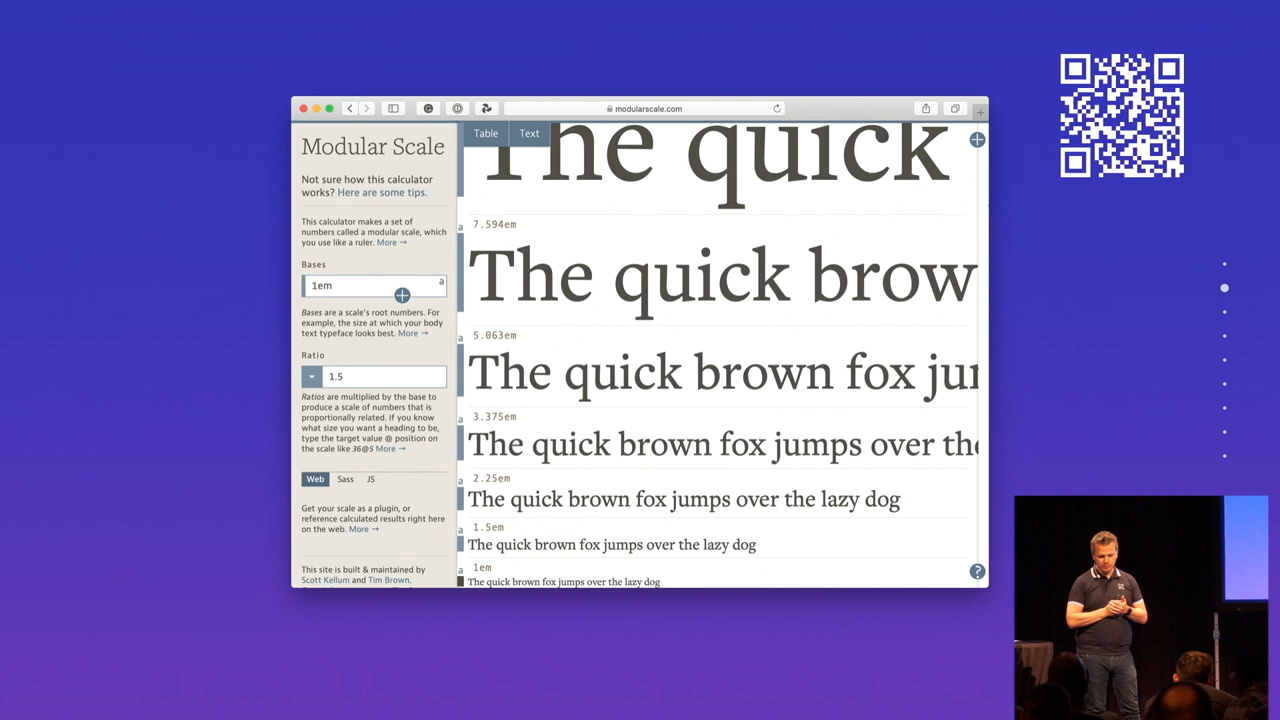 modularscale.com
Modular Scale
Not sure how this calculator
works? Here are some tips.
This calculator makes a set of
numbers called a modular scale, which
you use like a ruler. More →
Bases
1em
a
Bases are a scale's root numbers. For
example, the size at which your body
text typeface looks best. More →
Ratio
1.5
Ratios are multiplied by the base to
produce a scale of numbers that is
proportionally related. If you know
what size you want a heading to be,
type the target value @ position on
the scale like 36@5 More →
Web Sass JS
Get your scale as a plugin, or
reference calculated results right here
on the web. More →
This site is built & maintained by
Scott Kellum and Tim Brown.
Table Text
The quick
a 7.594em
The quick brow
a 5.063em
The quick brown fox jun
a 3.375em
The quick brown fox jumps over the
a 2.25em
The quick brown fox jumps over the lazy dog
a 1.5em
The quick brown fox jumps over the lazy dog
a 1em
The quick brown fox jumps over the lazy dog
?